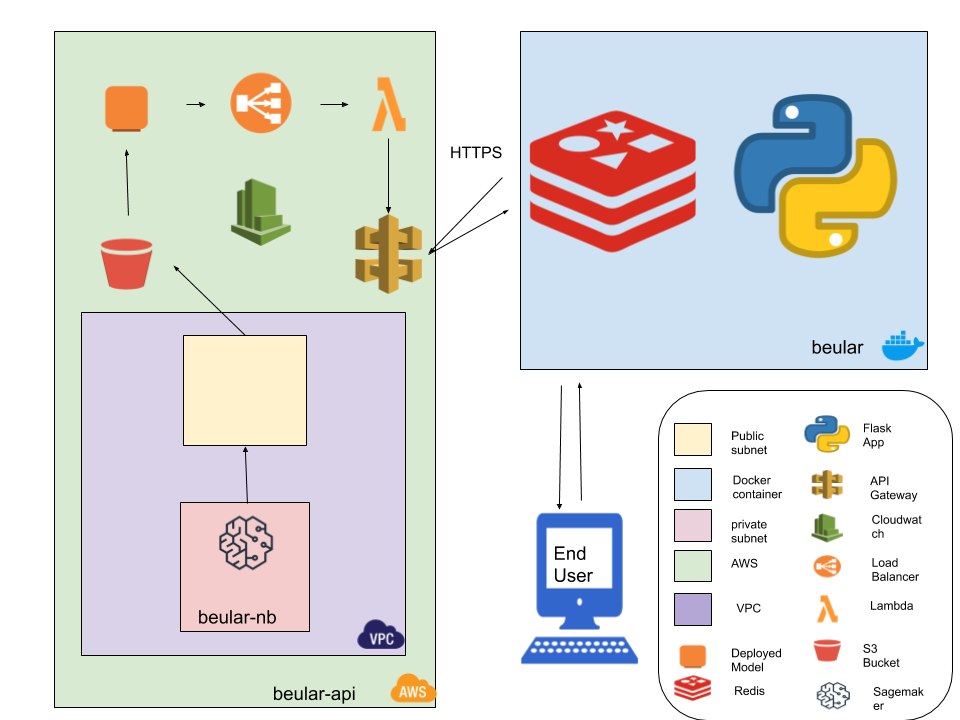 HTTPS
beular
End
User
beular-nb
VPC
beular-api
AWS
Public
subnet
Docker
container
private
subnet
AWS
VPC
Deployed
Model
Redis
Flask
App
API
Gateway
Cloudwat
ch
Load
Balancer
Lambda
S3
Bucket
Sagemak
er